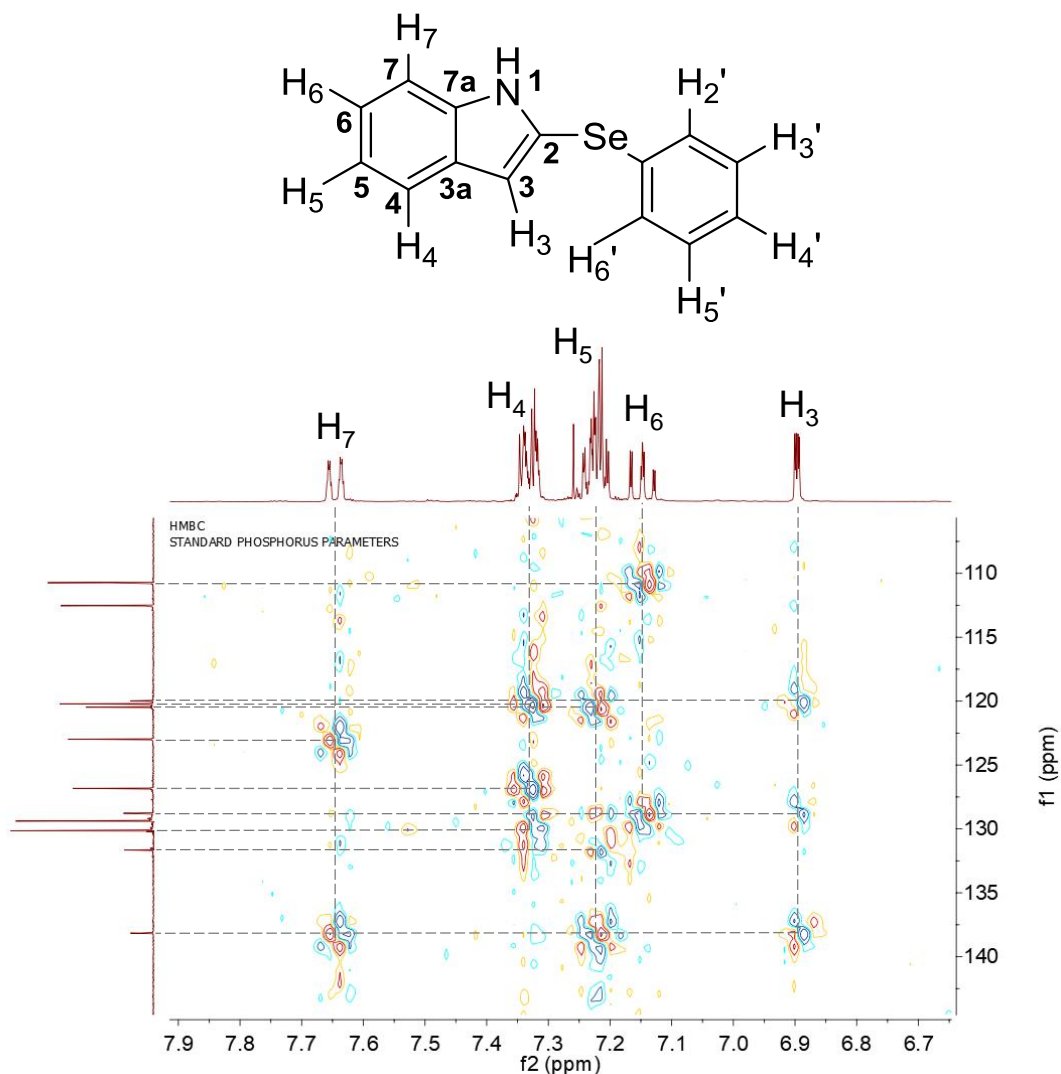 H7
H
H6
7
7a
N
1
H2'
6
Se
H3'
2
H5
5
3a
3
4
H4'
H3
H4
H6'
H5'
H5
H4
H6
H3
H7
HMBC
STANDARD PHOSPHORUS PARAMETERS
110
115
120
125
130
135
140
f1 (ppm)
7.9 7.8 7.7 7.6 7.5 7.4 7.3 7.2 7.1 7.0 6.9 6.8 6.7
f2 (ppm)